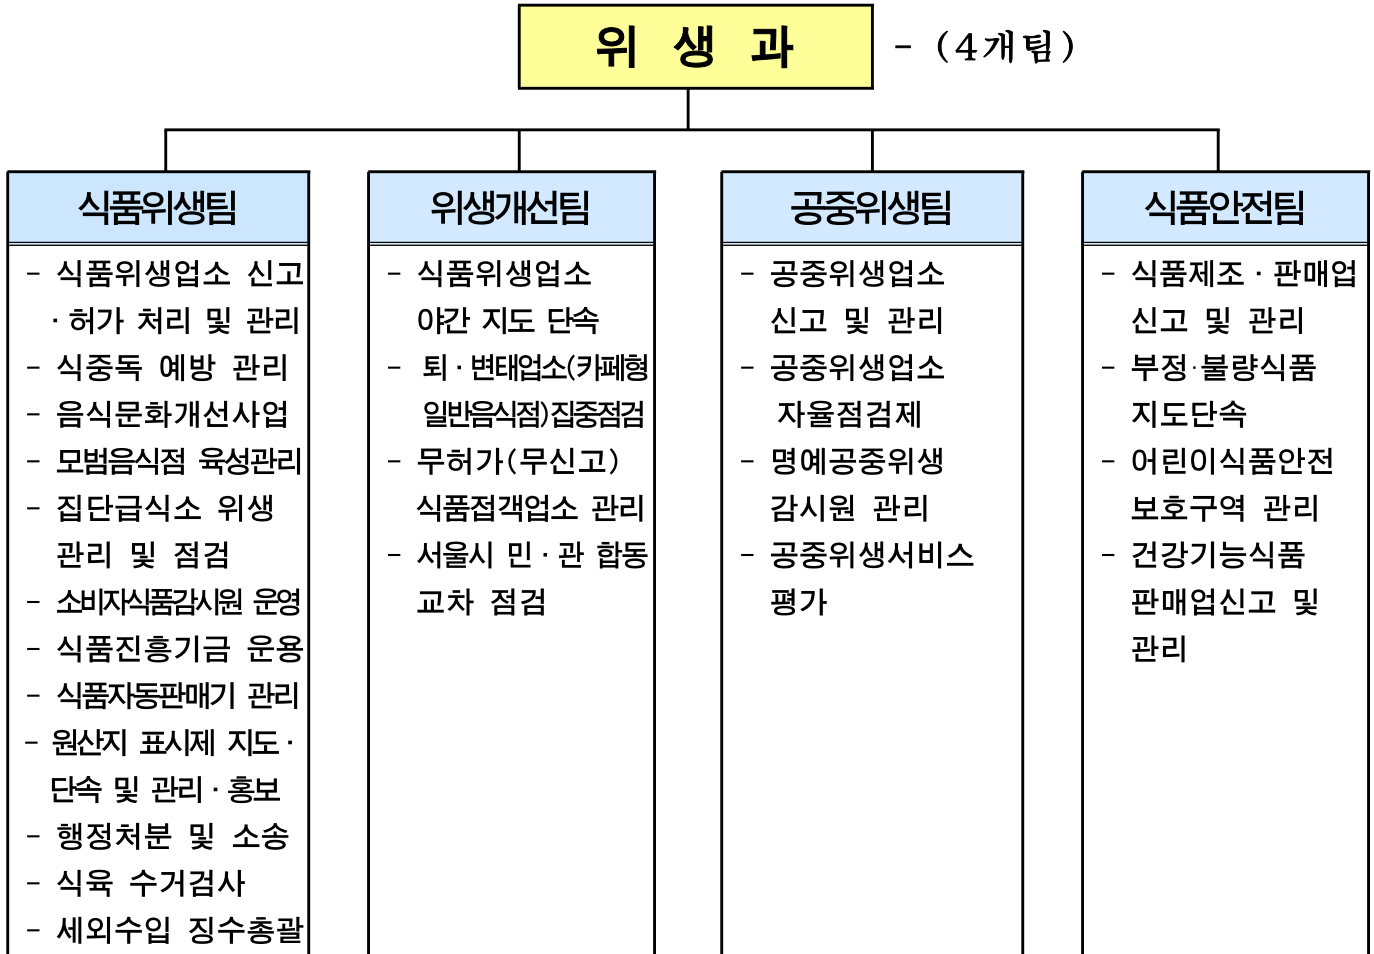 위 생 과 - (4개팀)
식품위생팀
- 식품위생업소 신고
· 허가 처리 및 관리
- 식중독 예방 관리
- 음식문화개선사업
- 모범음식점 육성관리
- 집단급식소 위생
관리 및 점검
- 소비자식품감시원 운영
- 식품진흥기금 운용
- 식품자동판매기 관리
- 원산지 표시제 지도·
단속 및 관리·홍보
- 행정처분 및 소송
- 식육 수거검사
- 세외수입 징수총괄
위생개선팀
- 식품위생업소
야간 지도 단속
- 퇴·변태업소(카페형
일반음식점)집중점검
- 무허가(무신고)
식품접객업소 관리
- 서울시 민·관 합동
교차 점검
공중위생팀
- 공중위생업소
신고 및 관리
- 공중위생업소
자율점검제
- 명예공중위생
감시원 관리
- 공중위생서비스
평가
식품안전팀
- 식품제조·판매업
신고 및 관리
- 부정·불량식품
지도단속
- 어린이식품안전
보호구역 관리
- 건강기능식품
판매업신고 및
관리